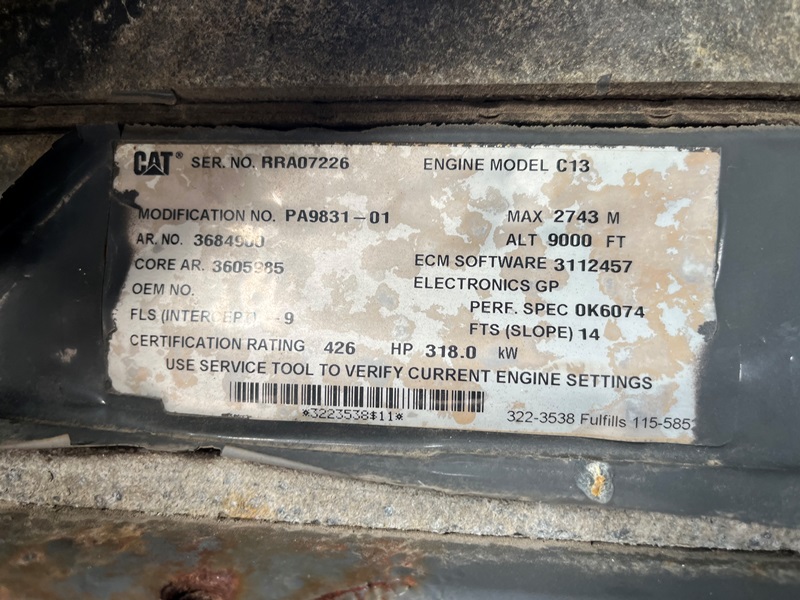 CAT® SER. NO. RRA07226 ENGINE MODEL C13
MODIFICATION NO. PA9831-01 MAX 2743 M
AR. NO. 3684900 ALT 9000 FT
CORE AR. 3605985 ECM SOFTWARE 3112457
OEM NO. ELECTRONICS GP
PERF. SPEC 0K6074
FLS (INTERCEPT) -9 FTS (SLOPE) 14
CERTIFICATION RATING 426 HP 318.0 kW
USE SERVICE TOOL TO VERIFY CURRENT ENGINE SETTINGS
*3223538$11*
322-3538 Fulfills 115-585